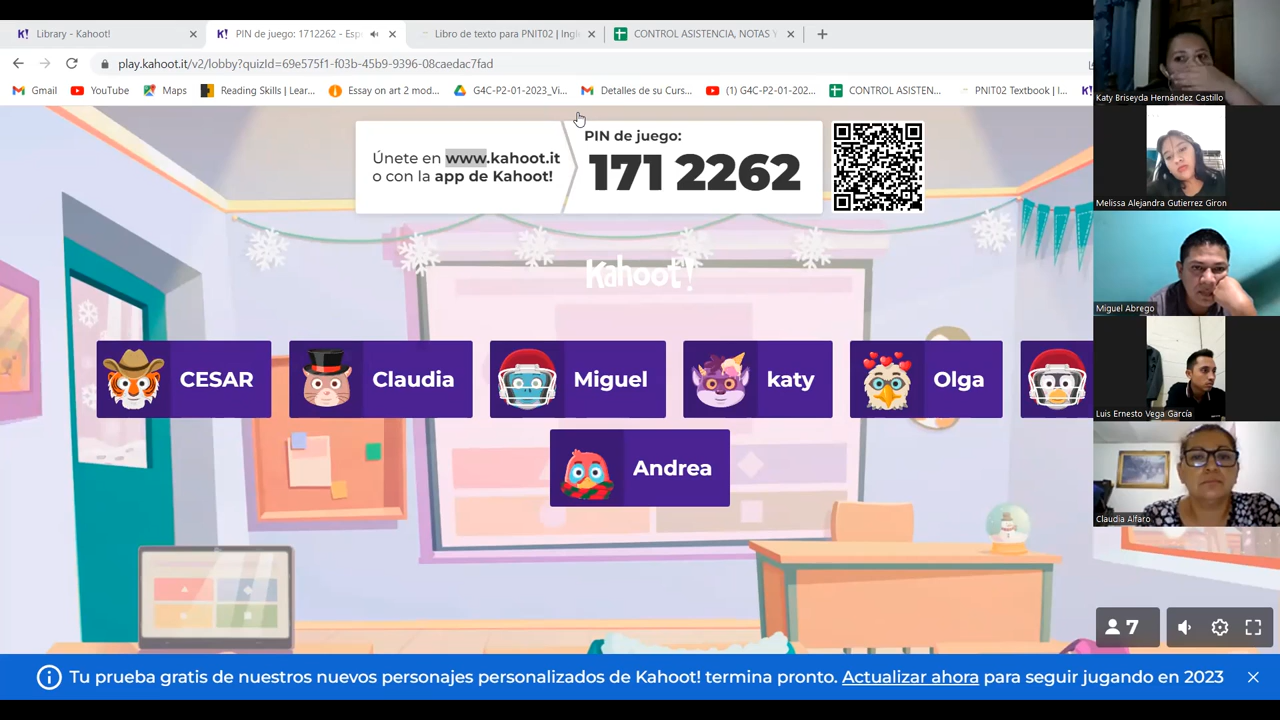 Library - Kahoot!
PIN de juego: 1712262 - Esp
Libro de texto para PNIT02 | Ingl
CONTROL ASISTENCIA, NOTAS Y
play.kahoot.it/v2/lobby?quizId=69e575f1-f03b-45b9-9396-08caedac7fad
Gmail
YouTube
Maps
Reading Skills | Lear...
Essay on art 2 mod...
G4C-P2-01-2023_Vi...
Detalles de su Curs...
(1) G4C-P2-01-202...
CONTROL ASISTEN...
PNIT02 Textbook | I...
Únete en www.kahoot.it
o con la app de Kahoot!
PIN de juego:
171 2262
Kahoot!
CESAR
Claudia
Miguel
katy
Olga
Andrea
Katy Briseyda Hernández Castillo
Melissa Alejandra Gutierrez Giron
Miguel Abrego
Luis Ernesto Vega García
Claudia Alfaro
7
Tu prueba gratis de nuestros nuevos personajes personalizados de Kahoot! termina pronto. Actualizar ahora para seguir jugando en 2023